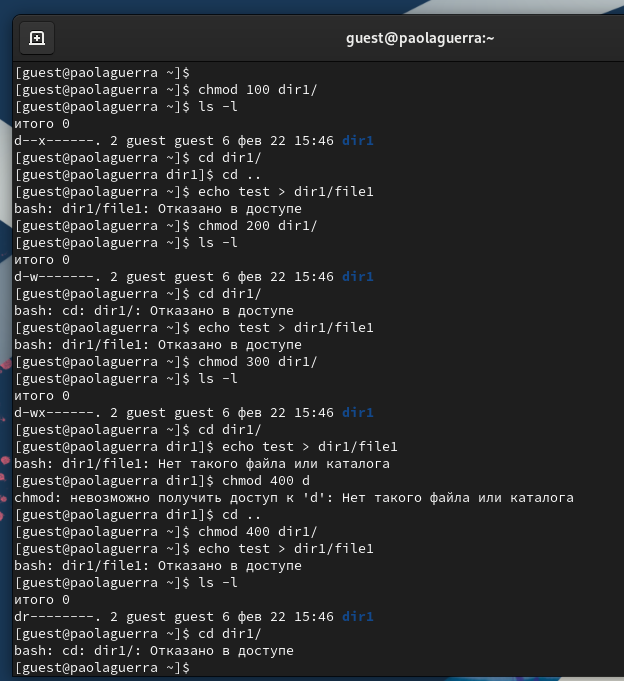 guest@paolaguerra:~
[guest@paolaguerra ~]$
[guest@paolaguerra ~]$ chmod 100 dir1/
[guest@paolaguerra ~]$ ls -l
итого 0
d--x------. 2 guest guest 6 фев 22 15:46 dir1
[guest@paolaguerra ~]$ cd dir1/
[guest@paolaguerra dir1]$ cd ..
[guest@paolaguerra ~]$ echo test > dir1/file1
bash: dir1/file1: Отказано в доступе
[guest@paolaguerra ~]$ chmod 200 dir1/
[guest@paolaguerra ~]$ ls -l
итого 0
d-w-------. 2 guest guest 6 фев 22 15:46 dir1
[guest@paolaguerra ~]$ cd dir1/
bash: cd: dir1/: Отказано в доступе
[guest@paolaguerra ~]$ echo test > dir1/file1
bash: dir1/file1: Отказано в доступе
[guest@paolaguerra ~]$ chmod 300 dir1/
[guest@paolaguerra ~]$ ls -l
итого 0
d-wx------. 2 guest guest 6 фев 22 15:46 dir1
[guest@paolaguerra ~]$ cd dir1/
[guest@paolaguerra dir1]$ echo test > dir1/file1
bash: dir1/file1: Нет такого файла или каталога
[guest@paolaguerra dir1]$ chmod 400 d
chmod: невозможно получить доступ к 'd': Нет такого файла или каталога
[guest@paolaguerra dir1]$ cd ..
[guest@paolaguerra ~]$ chmod 400 dir1/
[guest@paolaguerra ~]$ echo test > dir1/file1
bash: dir1/file1: Отказано в доступе
[guest@paolaguerra ~]$ ls -l
итого 0
dr--------. 2 guest guest 6 фев 22 15:46 dir1
[guest@paolaguerra ~]$ cd dir1/
bash: cd: dir1/: Отказано в доступе
[guest@paolaguerra ~]$